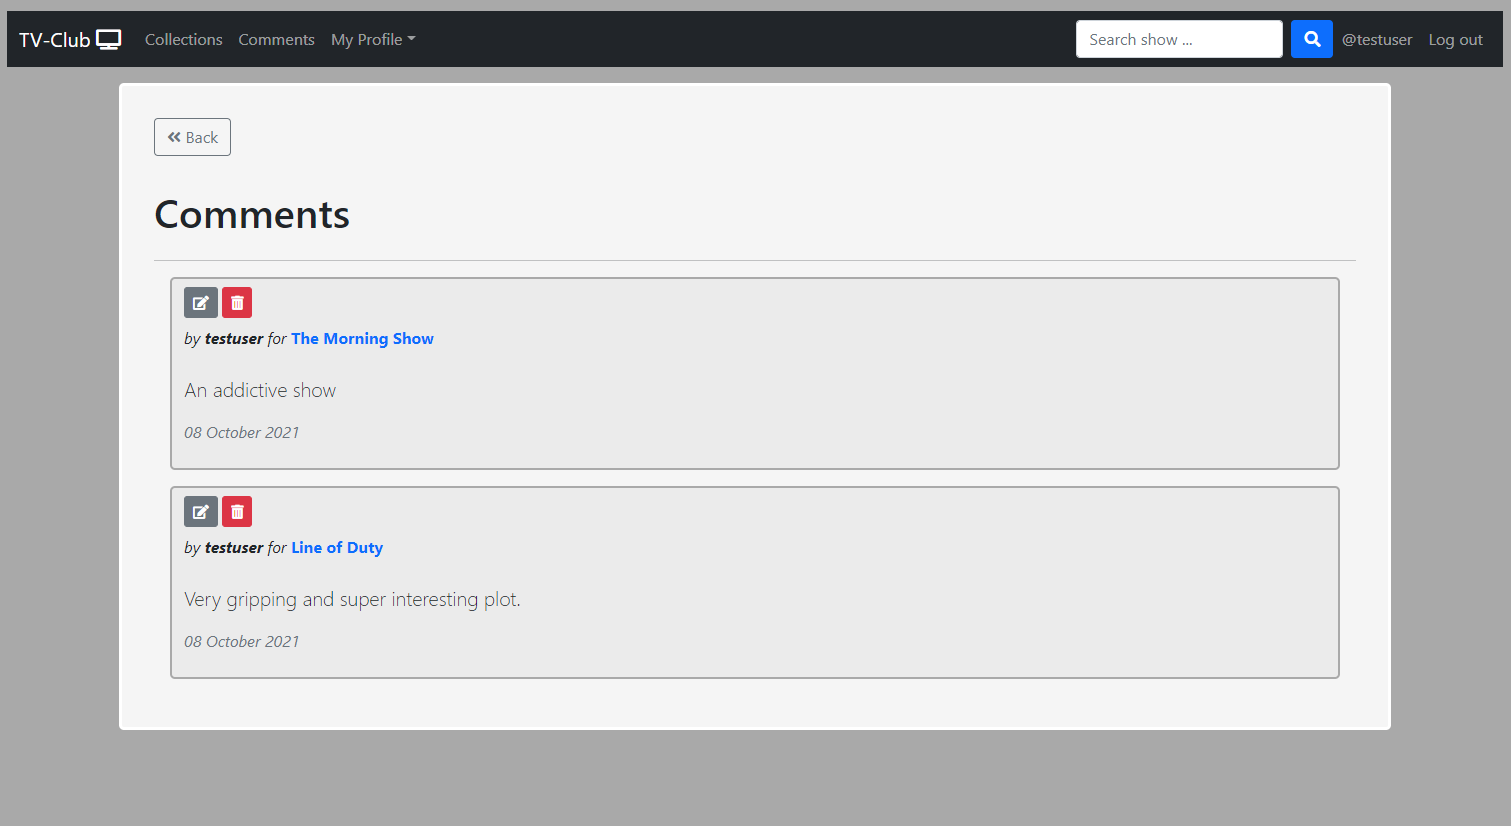 TV-Club Collections Comments My Profile Search show ... @testuser Log out
Back
Comments
by testuser for The Morning Show
An addictive show
08 October 2021
by testuser for Line of Duty
Very gripping and super interesting plot.
08 October 2021